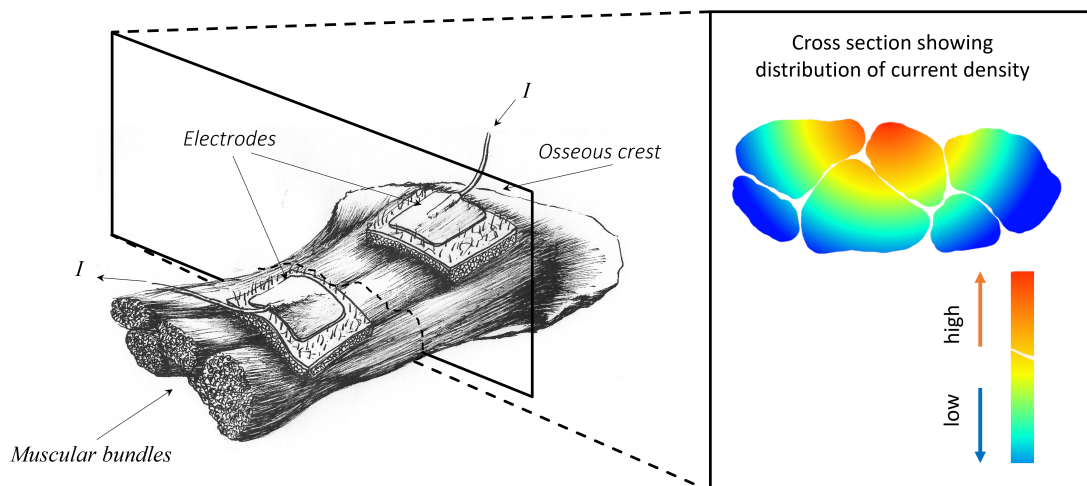 Cross section showing
distribution of current density
I
Electrodes
Osseous crest
I
Muscular bundles
high
low